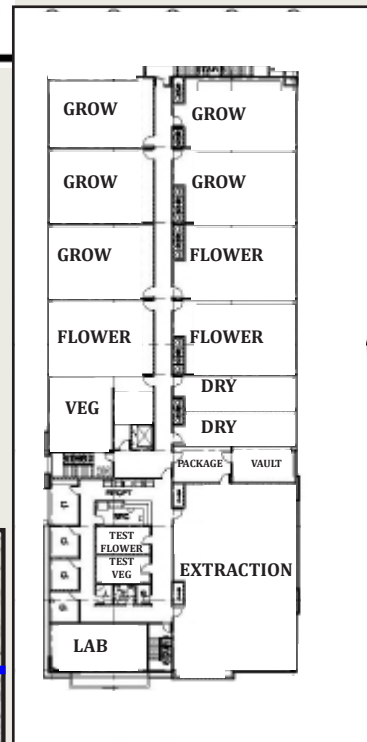 GROW GROW
GROW GROW
GROW FLOWER
FLOWER FLOWER
DRY
VEG
DRY
PACKAGE VAULT
TEST
FLOWER
TEST
VEG
EXTRACTION
LAB